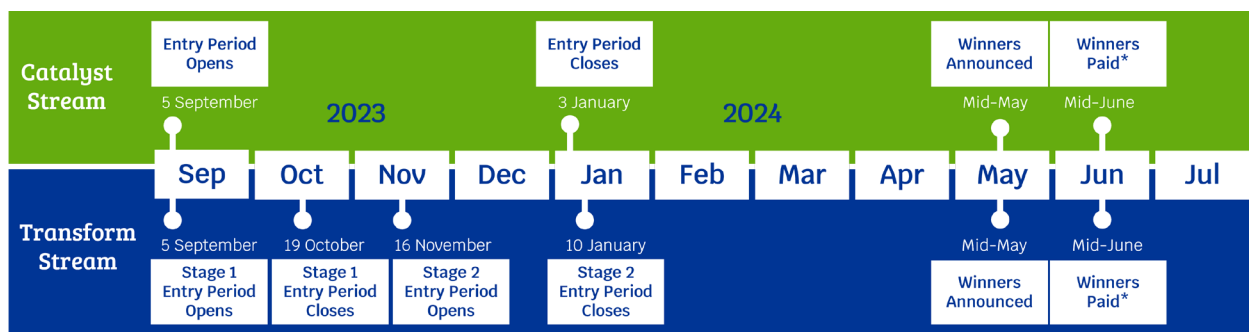 Entry Period
Opens
Entry Period
Closes
Winners
Announced
Winners
Paid*
Catalyst
Stream
5 September
3 January
Mid-May
Mid-June
2023
2024
Sep
Oct
Nov
Dec
Jan
Feb
Mar
Apr
May
Jun
Jul
Transform
Stream
5 September
19 October
16 November
10 January
Mid-May
Mid-June
Stage 1
Entry Period
Opens
Stage 1
Entry Period
Closes
Stage 2
Entry Period
Opens
Stage 2
Entry Period
Closes
Winners
Announced
Winners
Paid*